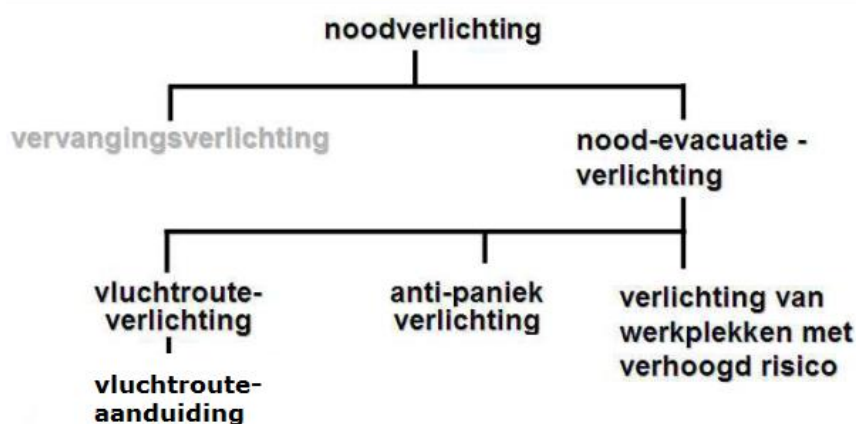 noodverlichting
vervangingsverlichting
nood-evacuatie -
verlichting
vluchtroute-
verlichting
anti-paniek
verlichting
verlichting van
werkplekken met
verhoogd risico
vluchtroute-
aanduiding